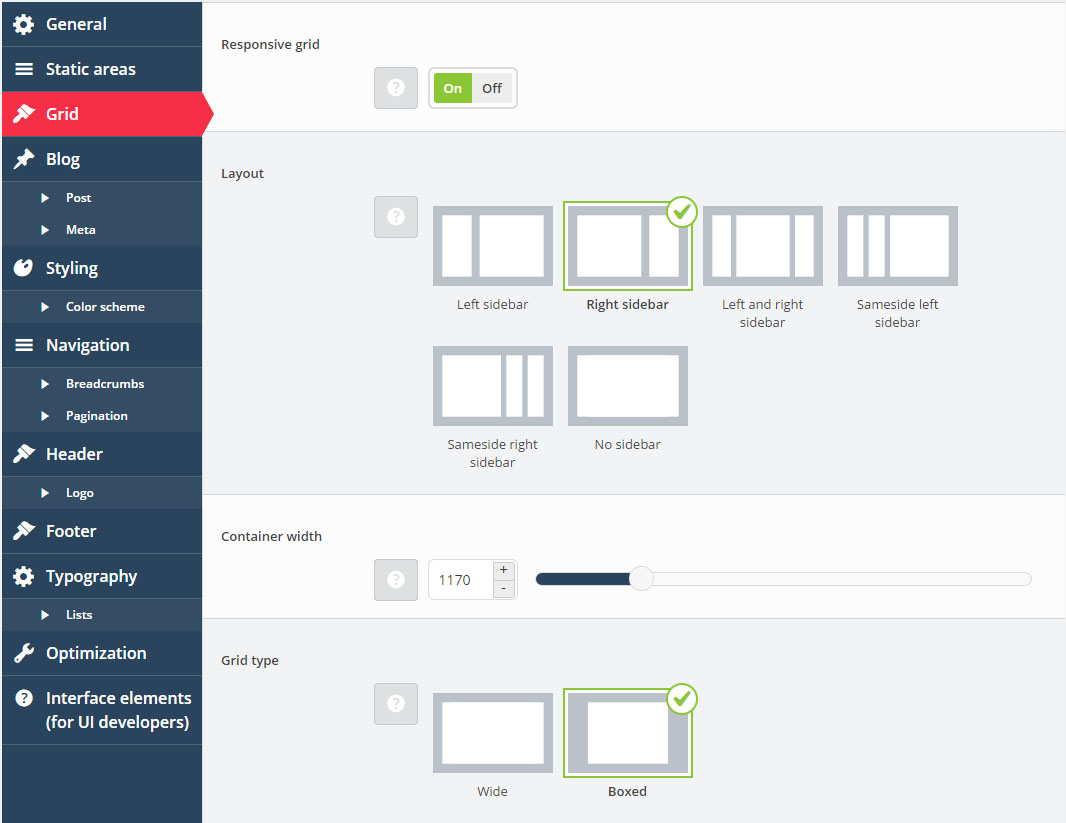 General
Static areas
Grid
Blog
Post
Meta
Styling
Color scheme
Navigation
Breadcrumbs
Pagination
Header
Logo
Footer
Typography
Lists
Optimization
Interface elements
(for UI developers)
Responsive grid
?
On Off
Layout
?
Left sidebar
Right sidebar
Left and right
sidebar
Sameside left
sidebar
Sameside right
sidebar
No sidebar
Container width
?
1170 + -
Grid type
?
Wide
Boxed